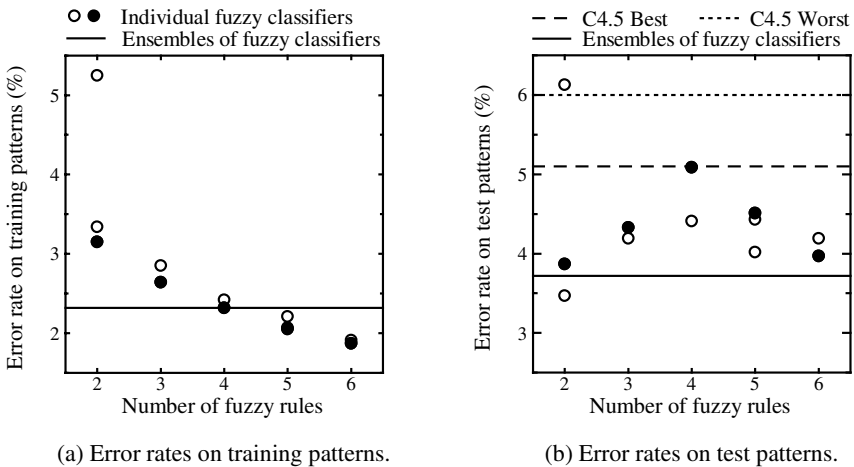 Individual fuzzy classifiers
Ensembles of fuzzy classifiers
Error rate on training patterns (%)
5
4
3
2
2 3 4 5 6
Number of fuzzy rules
(a) Error rates on training patterns.
C4.5 Best C4.5 Worst
Ensembles of fuzzy classifiers
Error rate on test patterns (%)
6
5
4
3
2 3 4 5 6
Number of fuzzy rules
(b) Error rates on test patterns.